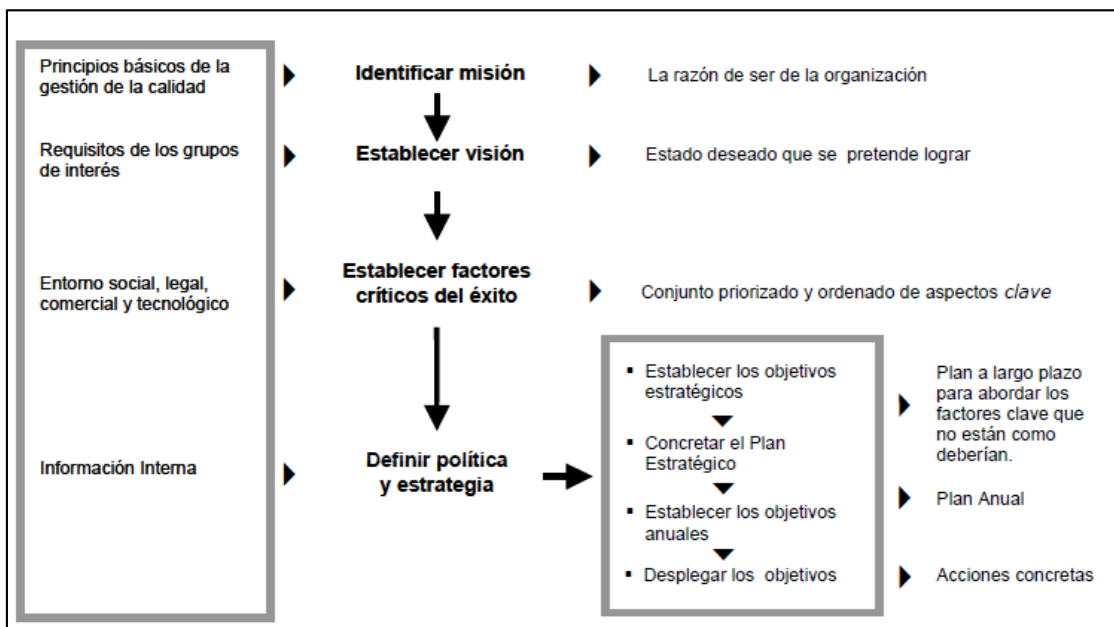 Principios básicos de la
gestión de la calidad
Identificar misión
La razón de ser de la organización
Requisitos de los grupos
de interés
Establecer visión
Estado deseado que se pretende lograr
Entorno social, legal,
comercial y tecnológico
Establecer factores
críticos del éxito
Conjunto priorizado y ordenado de aspectos clave
Información Interna
Definir política
y estrategia
▪ Establecer los objetivos
estratégicos
▪ Concretar el Plan
Estratégico
▪ Establecer los objetivos
anuales
▪ Desplegar los objetivos
Plan a largo plazo
para abordar los
factores clave que
no están como
deberían.
Plan Anual
Acciones concretas